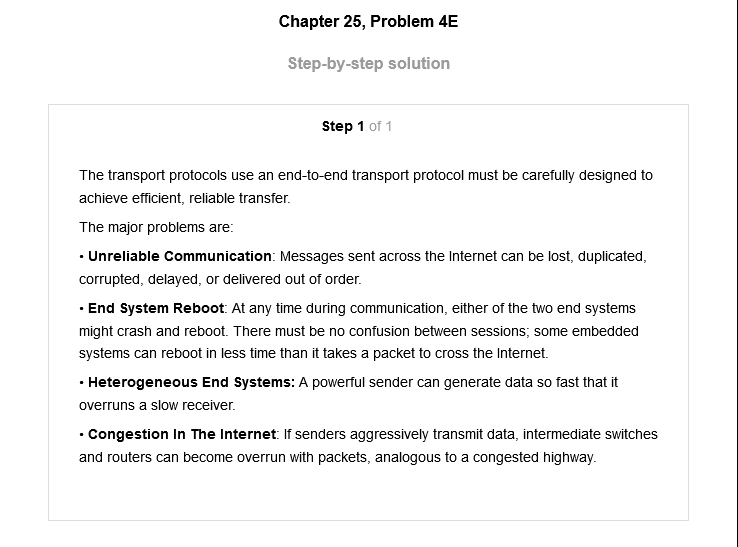 Chapter 25, Problem 4E
Step-by-step solution
Step 1 of 1
The transport protocols use an end-to-end transport protocol must be carefully designed to
achieve efficient, reliable transfer.
The major problems are:
• Unreliable Communication: Messages sent across the Internet can be lost, duplicated,
corrupted, delayed, or delivered out of order.
• End System Reboot: At any time during communication, either of the two end systems
might crash and reboot. There must be no confusion between sessions; some embedded
systems can reboot in less time than it takes a packet to cross the Internet.
• Heterogeneous End Systems: A powerful sender can generate data so fast that it
overruns a slow receiver.
• Congestion In The Internet: If senders aggressively transmit data, intermediate switches
and routers can become overrun with packets, analogous to a congested highway.